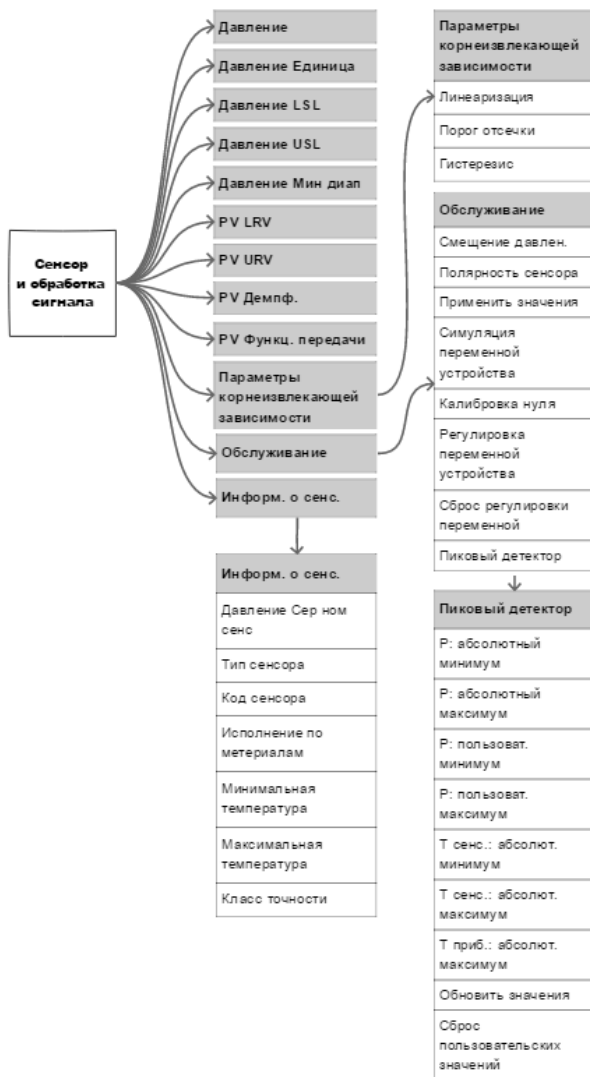 Сенсор
и обработка
сигнала
Давление
Давление Единица
Давление LSL
Давление USL
Давление Мин диап
PV LRV
PV URV
PV Демпф.
PV Функц. передачи
Параметры
корнеизвлекающей
зависимости
Обслуживание
Информ. о сенс.
Информ. о сенс.
Давление Сер ном
сенс
Тип сенсора
Код сенсора
Исполнение по
метериалам
Минимальная
температура
Максимальная
температура
Класс точности
Параметры
корнеизвлекающей
зависимости
Линеаризация
Порог отсечки
Гистерезис
Обслуживание
Смещение давлен.
Полярность сенсора
Применить значения
Симуляция
переменной
устройства
Калибровка нуля
Регулировка
переменной
устройства
Сброс регулировки
переменной
Пиковый детектор
Пиковый детектор
Р: абсолютный
минимум
Р: абсолютный
максимум
Р: пользоват.
минимум
Р: пользоват.
максимум
Т сенс.: абсолют.
минимум
Т сенс.: абсолют.
максимум
Т приб.: абсолют.
максимум
Обновить значения
Сброс
пользовательских
значений